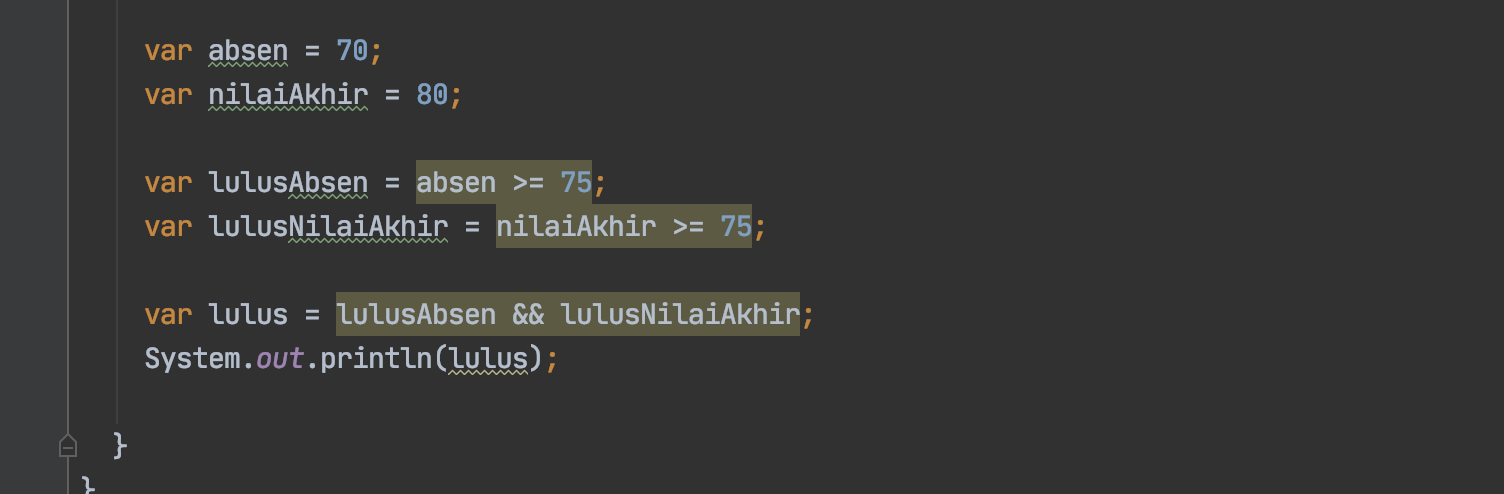 var absen = 70;
var nilaiAkhir = 80;
var lulusAbsen = absen >= 75;
var lulusNilaiAkhir = nilaiAkhir >= 75;
var lulus = lulusAbsen && lulusNilaiAkhir;
System.out.println(lulus);
}
}